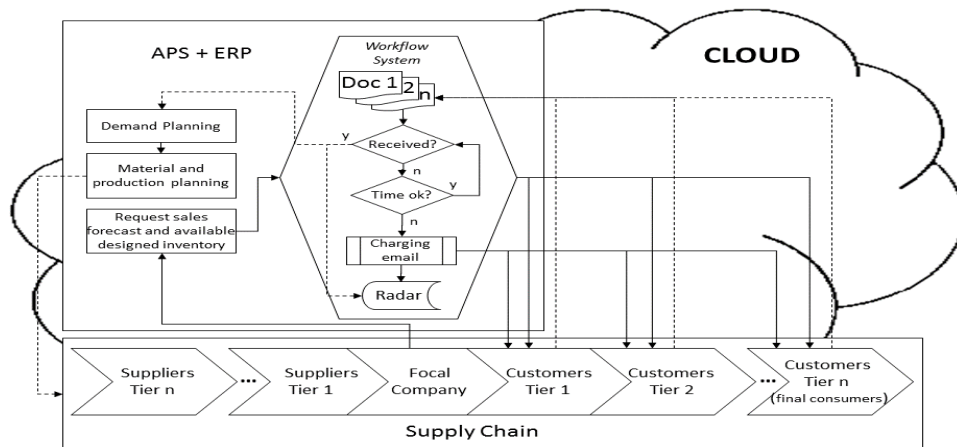 APS + ERP
Workflow
System
CLOUD
Doc 1
2
n
Demand Planning
y
Received?
Material and
production planning
n
y
Time ok?
Request sales
forecast and available
designed inventory
n
Charging
email
Radar
Suppliers
Tier n
...
Suppliers
Tier 1
Focal
Company
Customers
Tier 1
Customers
Tier 2
...
Customers
Tier n
(final consumers)
Supply Chain